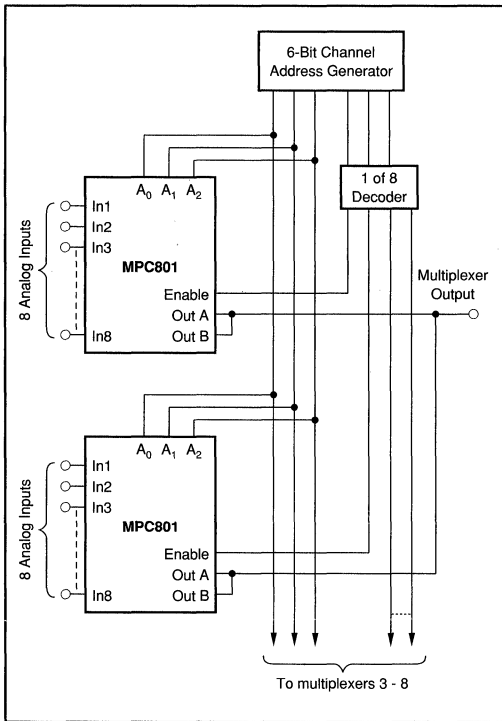 6-Bit Channel
Address Generator
A0 A1 A2
1 of 8
Decoder
8 Analog Inputs
In1
In2
In3
In8
MPC801
Enable
Out A
Out B
Multiplexer
Output
A0 A1 A2
8 Analog Inputs
In1
In2
In3
In8
MPC801
Enable
Out A
Out B
To multiplexers 3 - 8